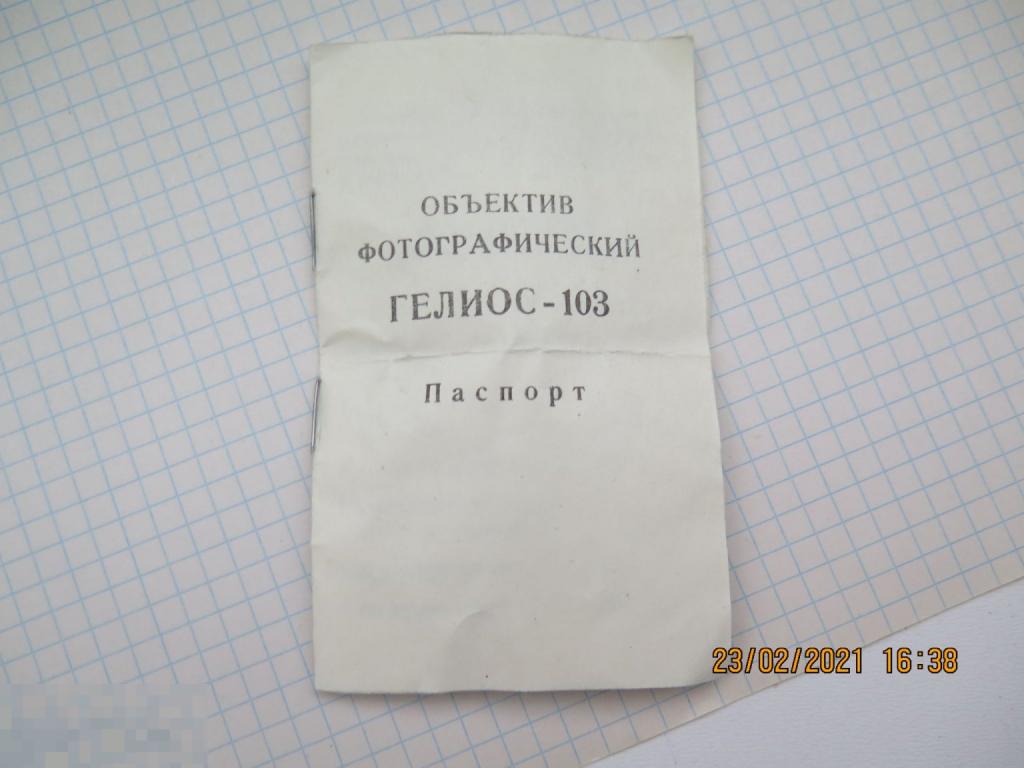 ОБЪЕКТИВ
ФОТОГРАФИЧЕСКИЙ
ГЕЛИОС-103
Паспорт
23/02/2021 16:38